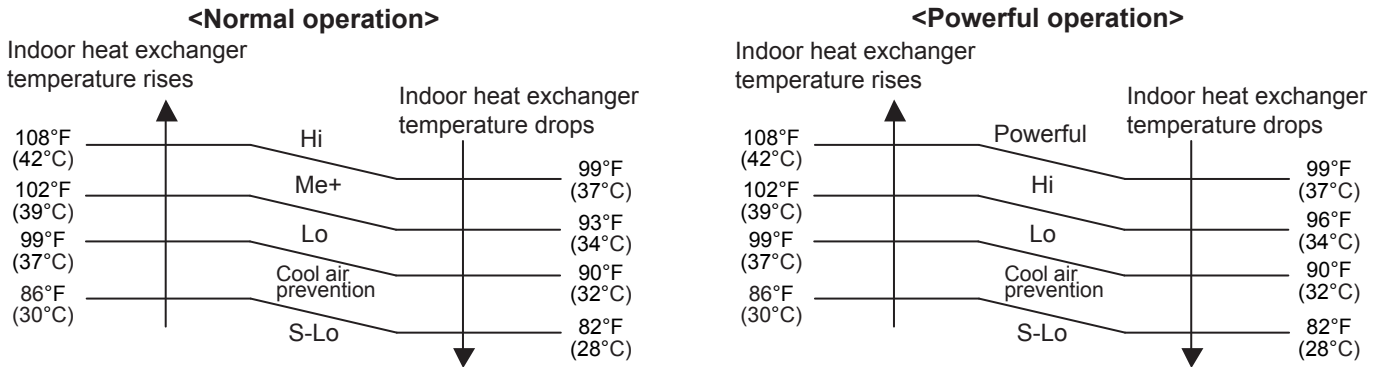 <Normal operation>
Indoor heat exchanger
temperature rises
Indoor heat exchanger
temperature drops
108°F
(42°C)
102°F
(39°C)
99°F
(37°C)
86°F
(30°C)
Hi
Me+
Lo
Cool air
prevention
S-Lo
99°F
(37°C)
93°F
(34°C)
90°F
(32°C)
82°F
(28°C)
<Powerful operation>
Indoor heat exchanger
temperature rises
Indoor heat exchanger
temperature drops
108°F
(42°C)
102°F
(39°C)
99°F
(37°C)
86°F
(30°C)
Powerful
Hi
Lo
Cool air
prevention
S-Lo
99°F
(37°C)
96°F
(34°C)
90°F
(32°C)
82°F
(28°C)